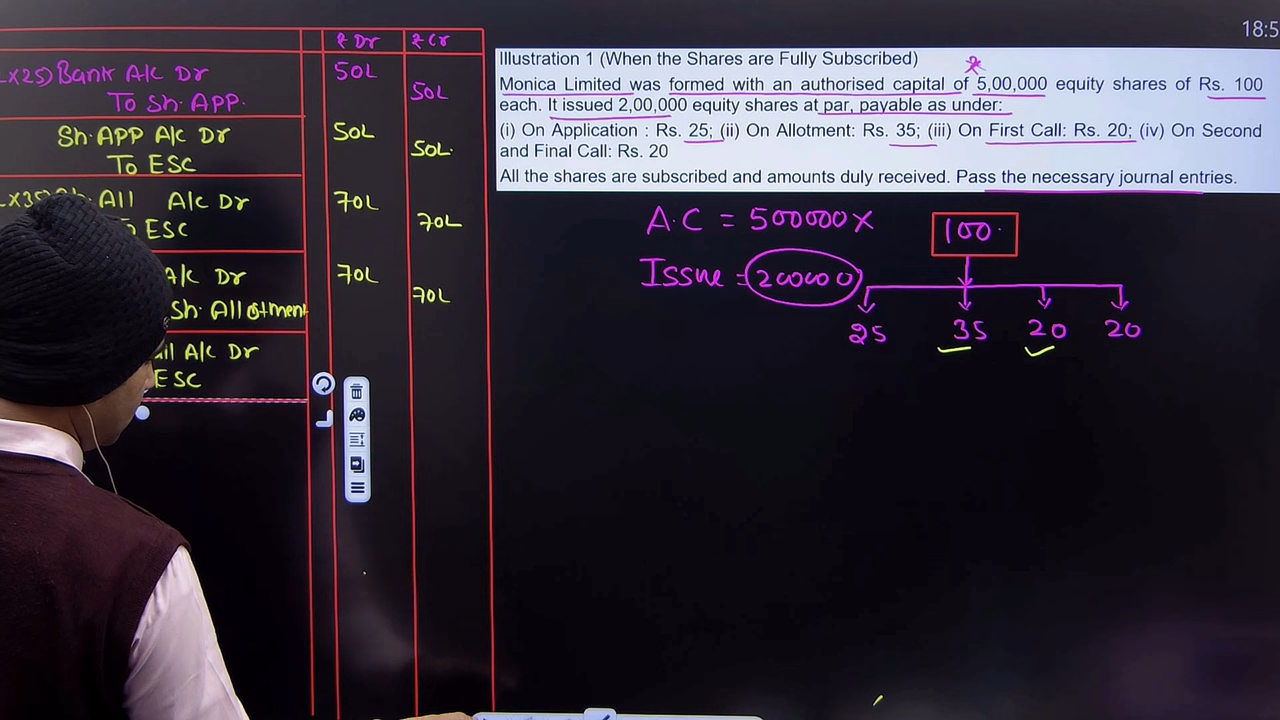 18:5
₹ Dr ₹ Cr
x25) Bank A/c Dr 50L
To Sh. APP. 50L
Sh. APP A/c Dr 50L
To ESC 50L.
x35) All A/c Dr 70L
ESC 70L
A/c Dr 70L
Sh. Allotment 70L
A/c Dr
ESC
Illustration 1 (When the Shares are Fully Subscribed)
Monica Limited was formed with an authorised capital of 5,00,000 equity shares of Rs. 100
each. It issued 2,00,000 equity shares at par, payable as under:
(i) On Application : Rs. 25; (ii) On Allotment: Rs. 35; (iii) On First Call: Rs. 20; (iv) On Second
and Final Call: Rs. 20
All the shares are subscribed and amounts duly received. Pass the necessary journal entries.
A.C = 500000X
100.
Issue = 200000
25 35 20 20